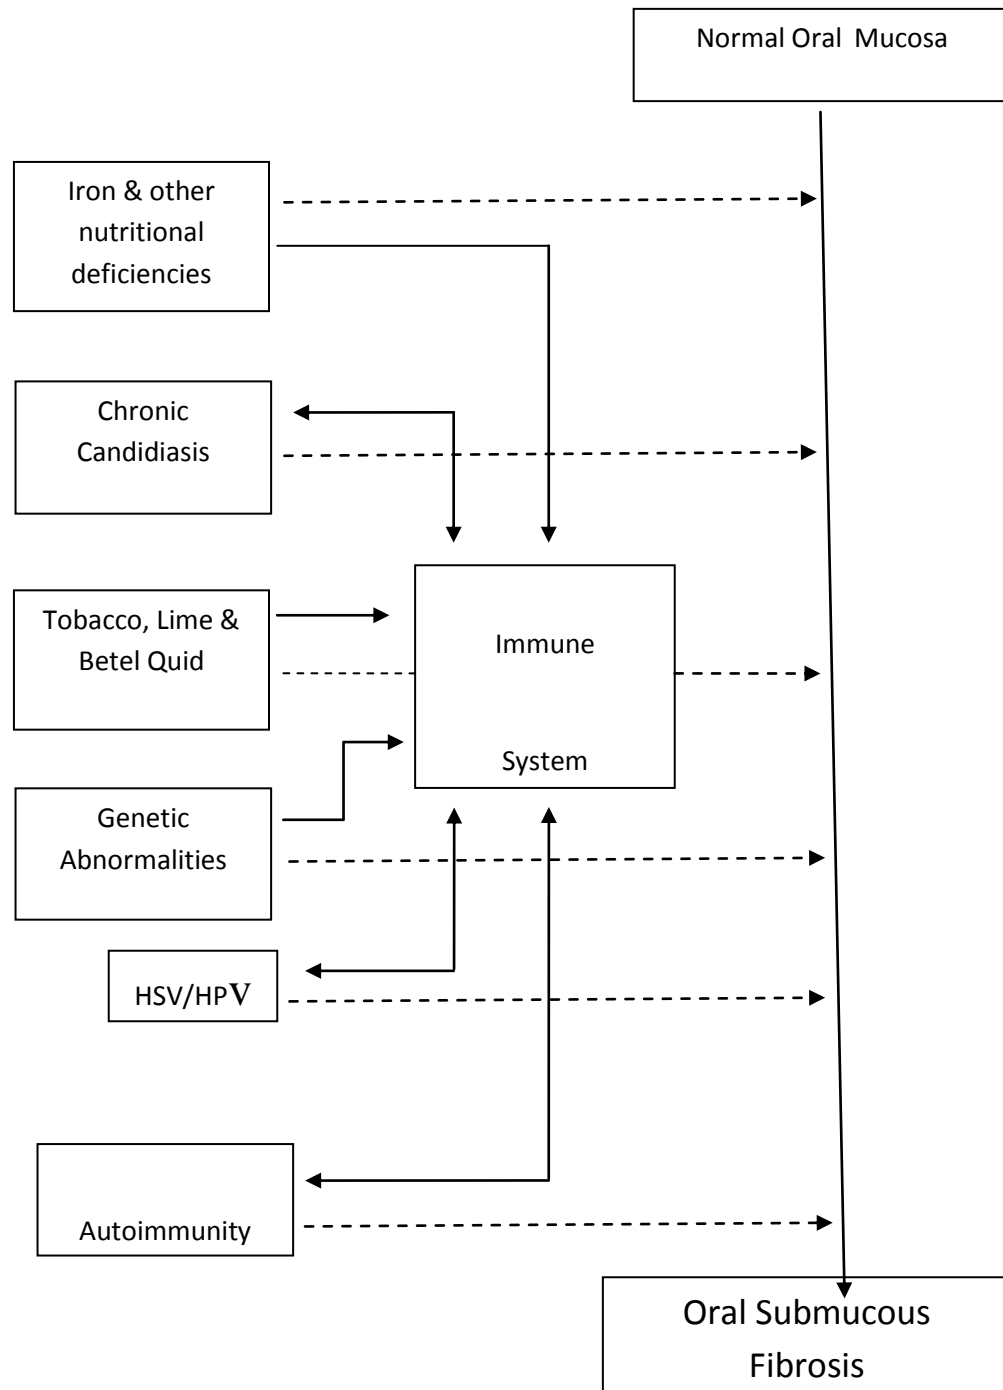 Normal Oral Mucosa
Iron & other
nutritional
deficiencies
Chronic
Candidiasis
Tobacco, Lime &
Betel Quid
Immune
System
Genetic
Abnormalities
HSV/HPV
Autoimmunity
Oral Submucous
Fibrosis